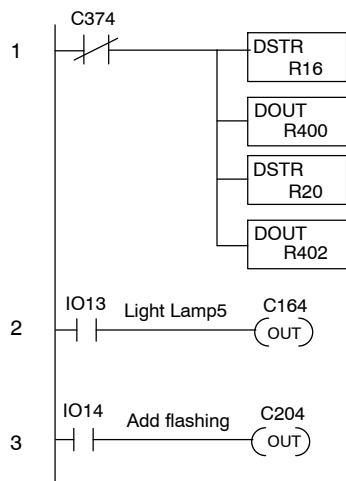 C374
1
DSTR
R16
DOUT
R400
DSTR
R20
DOUT
R402
IO13
Light Lamp5
C164
2
OUT
IO14
Add flashing
C204
3
OUT